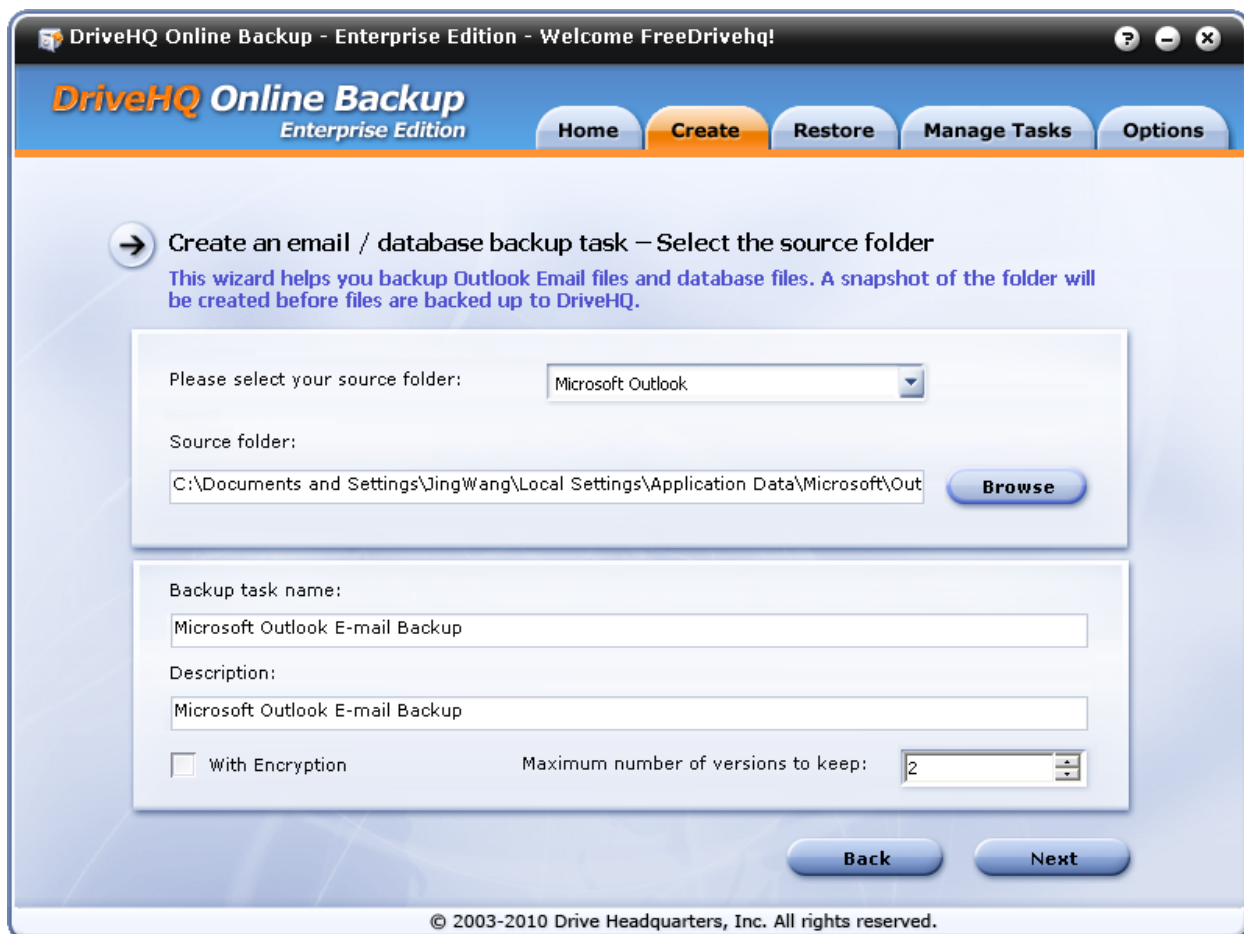 DriveHQ Online Backup - Enterprise Edition - Welcome FreeDrivehq!
DriveHQ Online Backup
Enterprise Edition
Home
Create
Restore
Manage Tasks
Options
Create an email / database backup task – Select the source folder
This wizard helps you backup Outlook Email files and database files. A snapshot of the folder will
be created before files are backed up to DriveHQ.
Please select your source folder:
Microsoft Outlook
Source folder:
C:\Documents and Settings\JingWang\Local Settings\Application Data\Microsoft\Out
Browse
Backup task name:
Microsoft Outlook E-mail Backup
Description:
Microsoft Outlook E-mail Backup
With Encryption
Maximum number of versions to keep:
2
Back
Next
© 2003-2010 Drive Headquarters, Inc. All rights reserved.